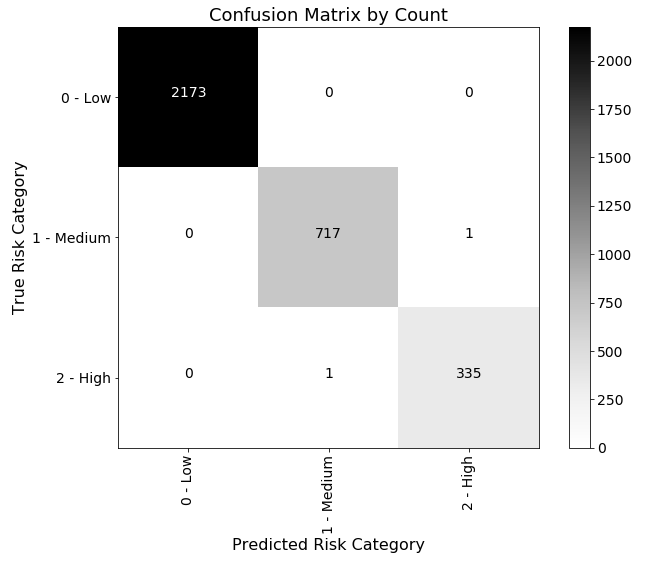 Confusion Matrix by Count
True Risk Category
0 - Low
2173 0 0
1 - Medium
0 717 1
2 - High
0 1 335
0 - Low
1 - Medium
2 - High
Predicted Risk Category
2000
1750
1500
1250
1000
750
500
250
0